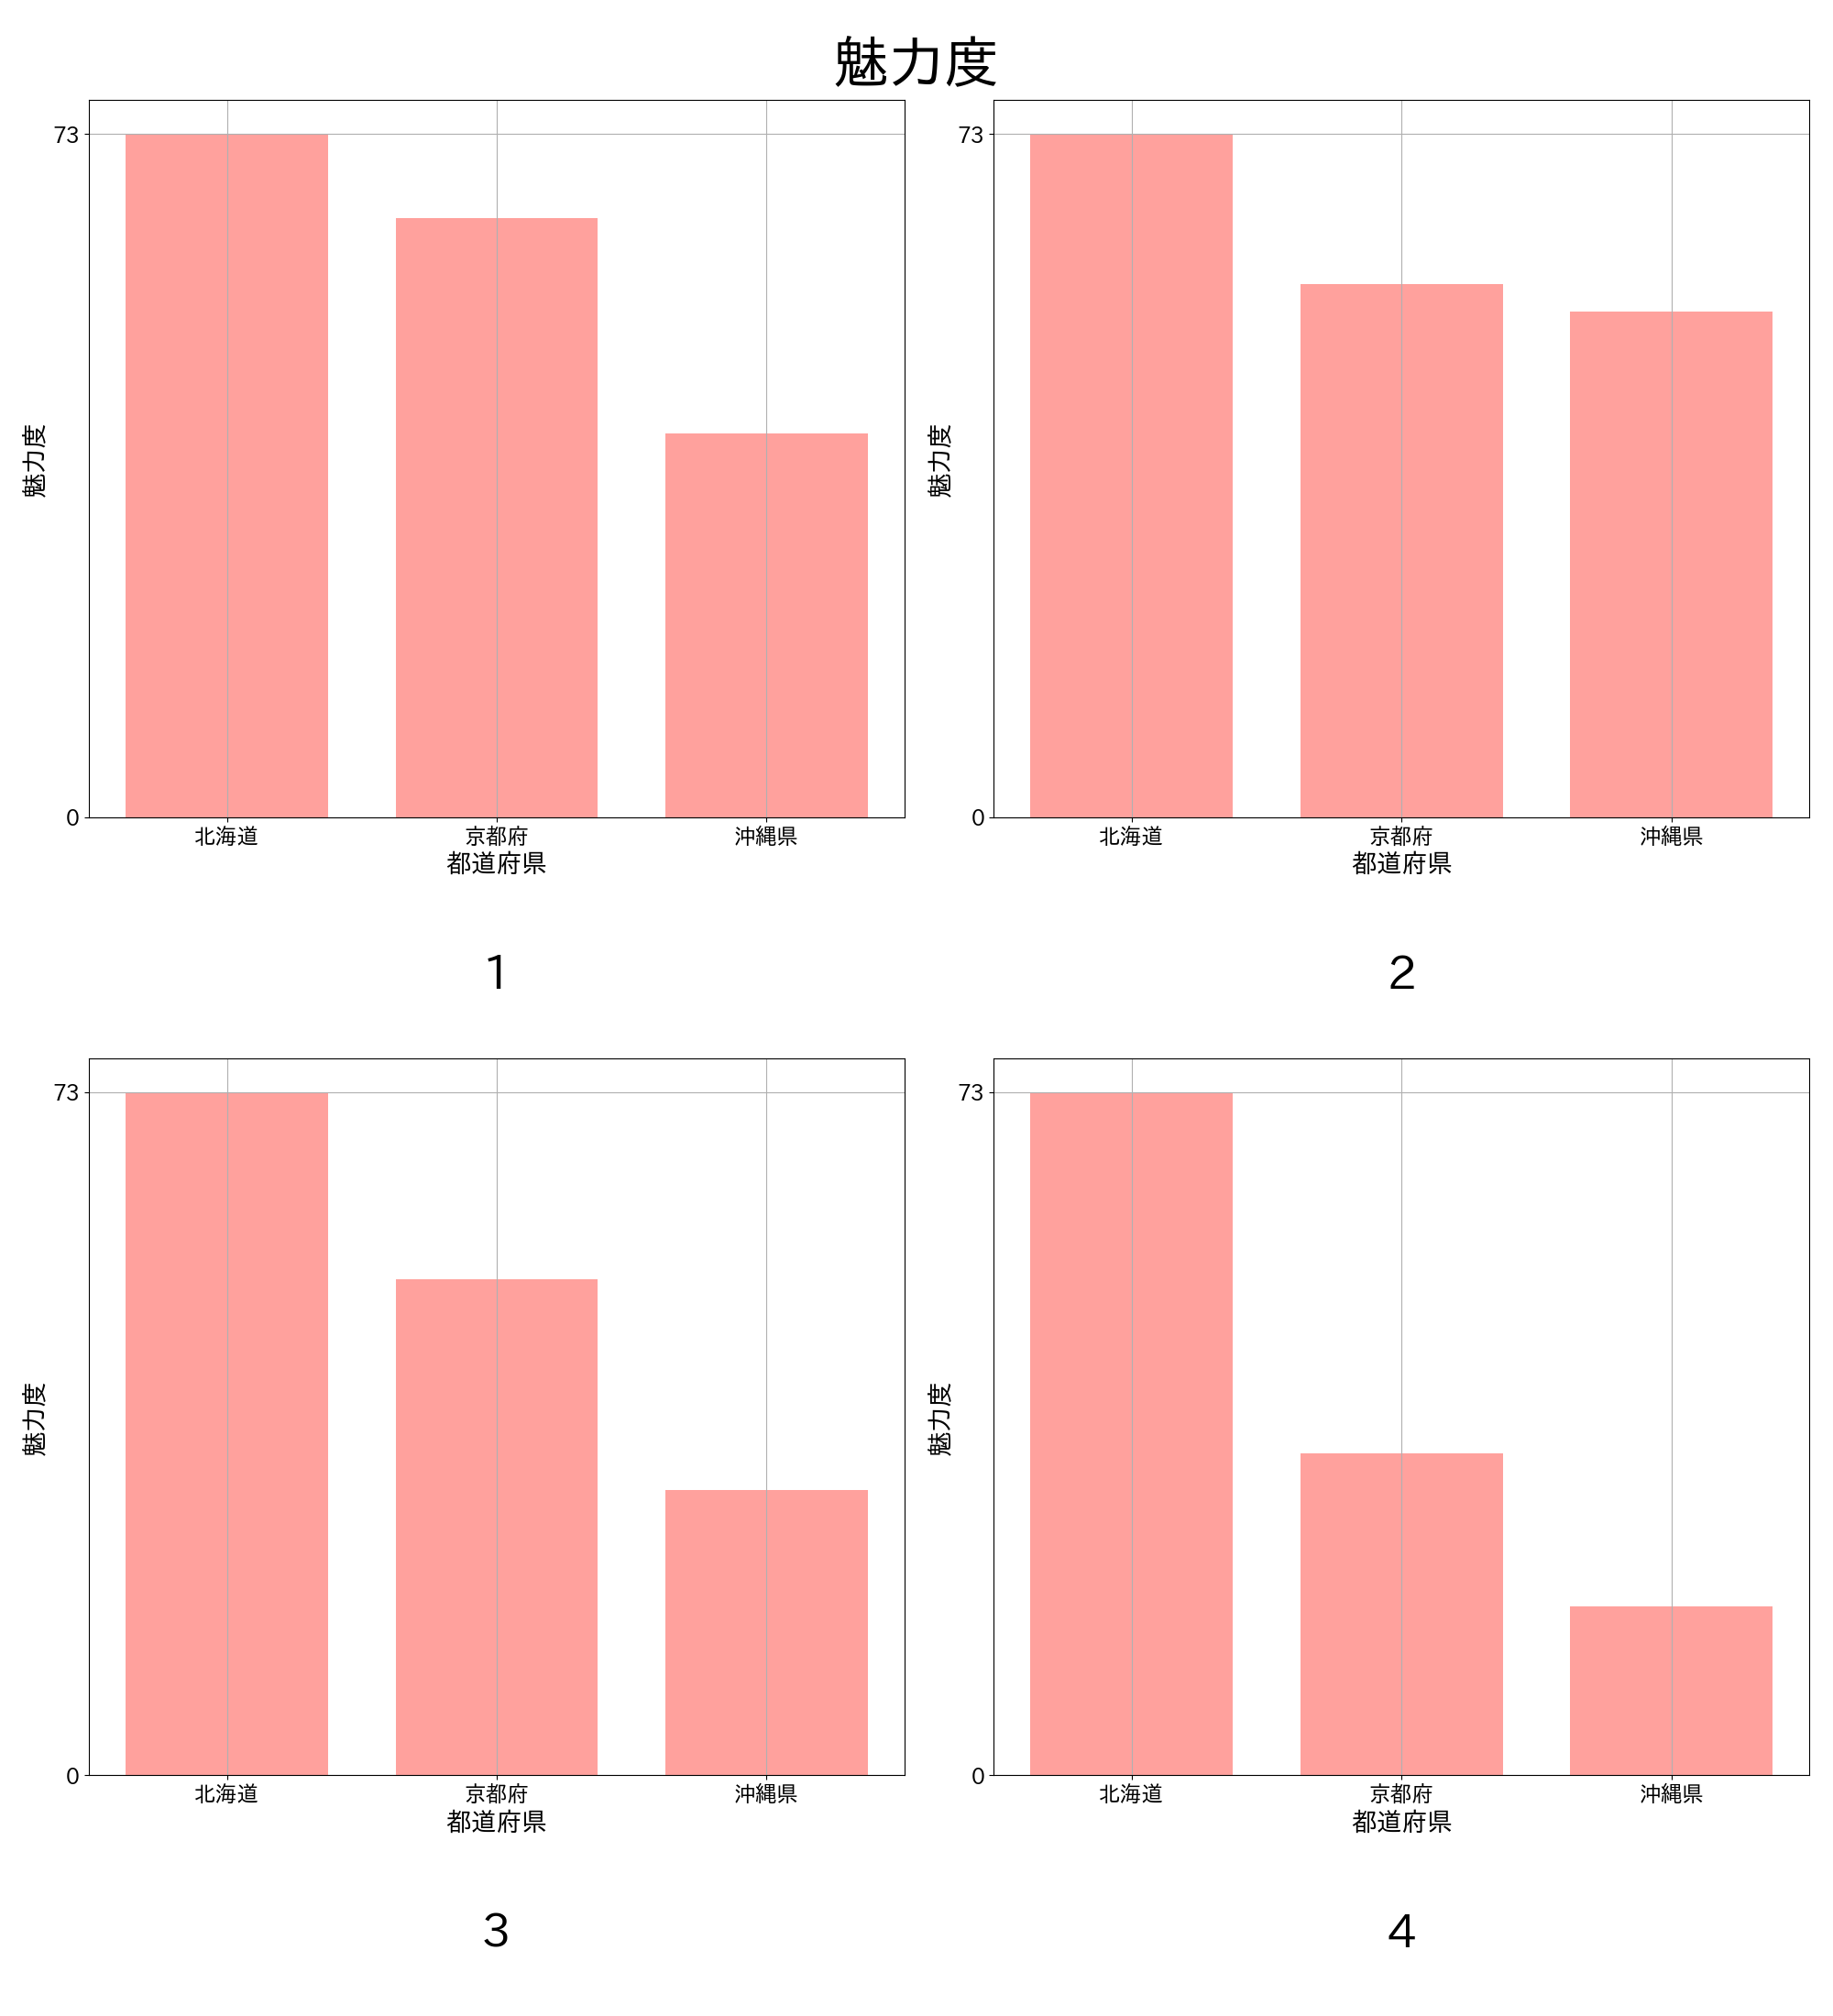 魅力度
73
0
魅力度
北海道 京都府 沖縄県
都道府県
1
73
0
魅力度
北海道 京都府 沖縄県
都道府県
2
73
0
魅力度
北海道 京都府 沖縄県
都道府県
3
73
0
魅力度
北海道 京都府 沖縄県
都道府県
4